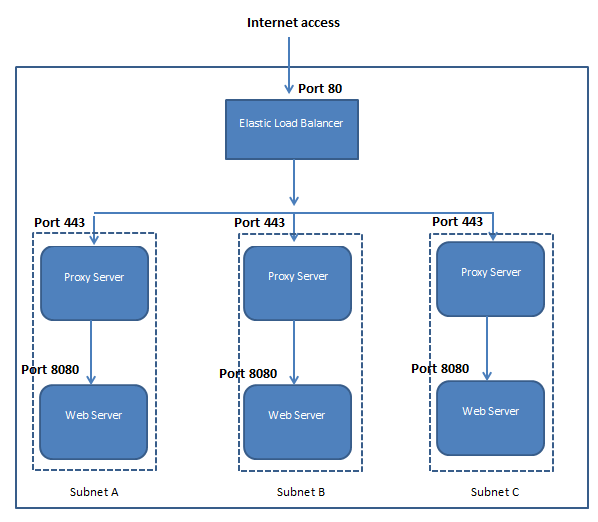 Internet access
Port 80
Elastic Load Balancer
Port 443
Port 443
Port 443
Proxy Server
Proxy Server
Proxy Server
Port 8080
Port 8080
Port 8080
Web Server
Web Server
Web Server
Subnet A
Subnet B
Subnet C